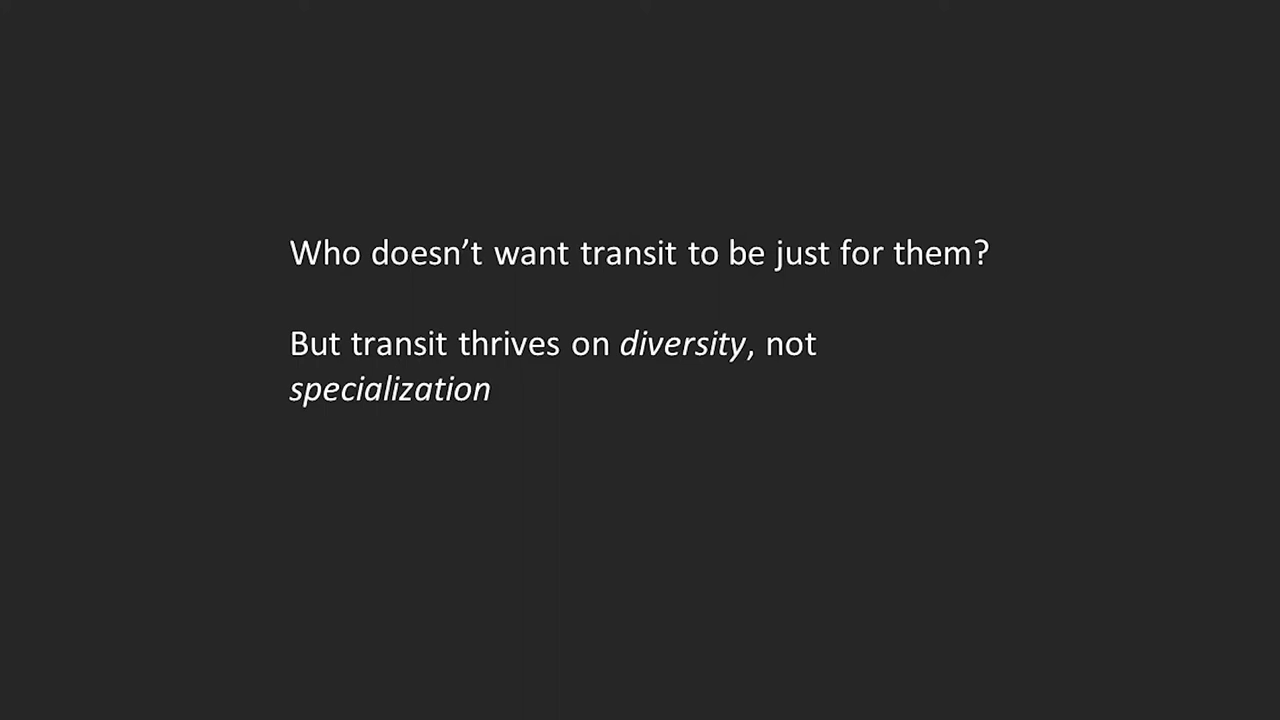 Who doesn’t want transit to be just for them?
But transit thrives on diversity, not
specialization